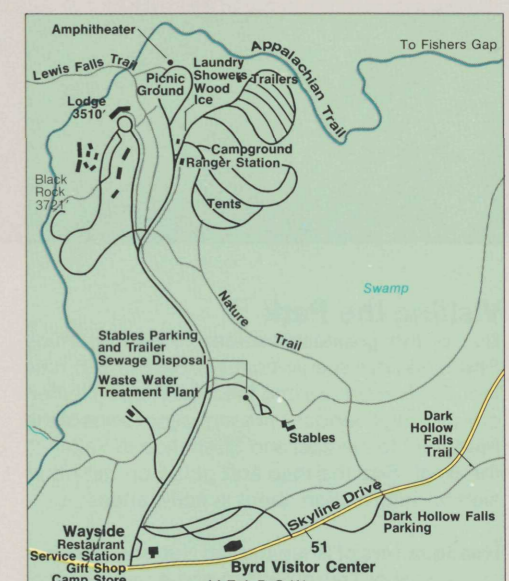 Amphitheater
Appalachian Trail
To Fishers Gap
Lewis Falls Trail
Laundry
Showers
Wood
Ice
Picnic
Ground
Trailers
Lodge
3510'
Campground
Ranger Station
Black
Rock
3721'
Tents
Swamp
Nature Trail
Stables Parking
and Trailer
Sewage Disposal
Waste Water
Treatment Plant
Stables
Dark
Hollow
Falls
Trail
Skyline Drive
Dark Hollow Falls
Parking
51
Wayside
Restaurant
Service Station
Gift Shop
Camp Store
Byrd Visitor Center